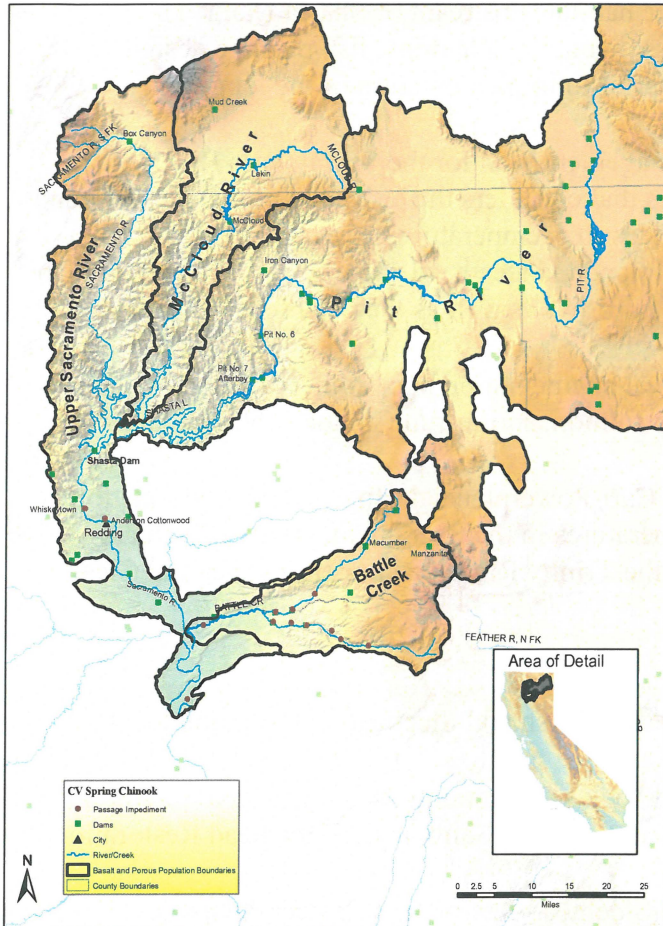 Mud Creek
Box Canyon
SACRAMENTO R, S FK
MCLOUD R
Lakin
McCloud River
McCloud
SACRAMENTO R
Iron Canyon
Pit River
PIT R
Upper Sacramento River
Pit No. 6
Pit No. 7
Afterbay
SHASTA L
Shasta Dam
Whiskeytown
Anderson Cottonwood
Redding
Macumber
Manzanita
Battle
Creek
Sacramento R
BATTLE CR
FEATHER R, N FK
Area of Detail
CV Spring Chinook
Passage Impediment
Dams
City
River/Creek
Basalt and Porous Population Boundaries
County Boundaries
N
0 2.5 5 10 15 20 25
Miles